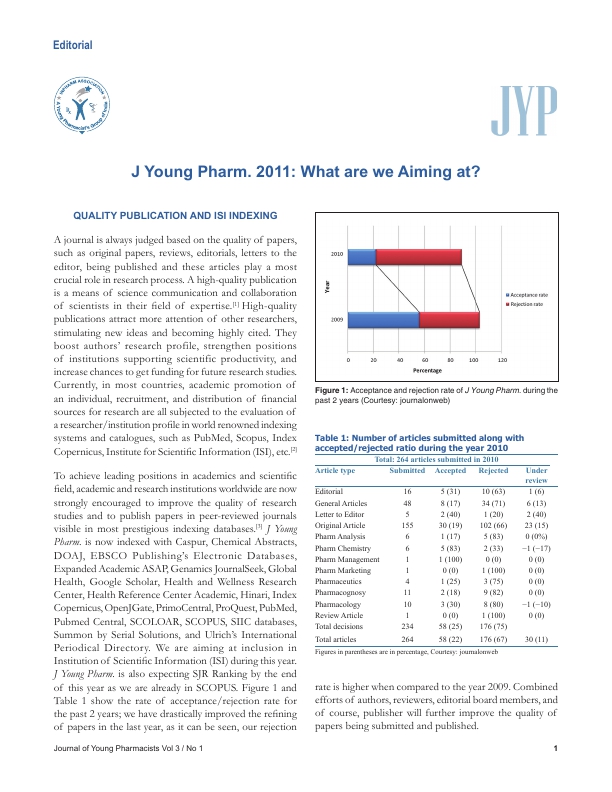 Editorial
INPHARM ASSOCIATION
A Young Pharmacist's Group of India
JYP
J Young Pharm. 2011: What are we Aiming at?
QUALITY PUBLICATION AND ISI INDEXING
A journal is always judged based on the quality of papers,
such as original papers, reviews, editorials, letters to the
editor, being published and these articles play a most
crucial role in research process. A high-quality publication
is a means of science communication and collaboration
of scientists in their field of expertise.[1] High-quality
publications attract more attention of other researchers,
stimulating new ideas and becoming highly cited. They
boost authors' research profile, strengthen positions
of institutions supporting scientific productivity, and
increase chances to get funding for future research studies.
Currently, in most countries, academic promotion of
an individual, recruitment, and distribution of financial
sources for research are all subjected to the evaluation of
a researcher/institution profile in world renowned indexing
systems and catalogues, such as PubMed, Scopus, Index
Copernicus, Institute for Scientific Information (ISI), etc.[2]
To achieve leading positions in academics and scientific
field, academic and research institutions worldwide are now
strongly encouraged to improve the quality of research
studies and to publish papers in peer-reviewed journals
visible in most prestigious indexing databases.[3] J Young
Pharm. is now indexed with Caspur, Chemical Abstracts,
DOAJ, EBSCO Publishing's Electronic Databases,
Expanded Academic ASAP, Genamics JournalSeek, Global
Health, Google Scholar, Health and Wellness Research
Center, Health Reference Center Academic, Hinari, Index
Copernicus, OpenJGate, PrimoCentral, ProQuest, PubMed,
Pubmed Central, SCOLOAR, SCOPUS, SIIC databases,
Summon by Serial Solutions, and Ulrich's International
Periodical Directory. We are aiming at inclusion in
Institution of Scientific Information (ISI) during this year.
J Young Pharm. is also expecting SJR Ranking by the end
of this year as we are already in SCOPUS. Figure 1 and
Table 1 show the rate of acceptance/rejection rate for
the past 2 years; we have drastically improved the refining
of papers in the last year, as it can be seen, our rejection
2010
Year
2009
0 20 40 60 80 100 120
Percentage
Acceptance rate
Rejection rate
Figure 1: Acceptance and rejection rate of J Young Pharm. during the
past 2 years (Courtesy: journalonweb)
Table 1: Number of articles submitted along with
accepted/rejected ratio during the year 2010
Total: 264 articles submitted in 2010
Article type Submitted Accepted Rejected Under
review
Editorial 16 5 (31) 10 (63) 1 (6)
General Articles 48 8 (17) 34 (71) 6 (13)
Letter to Editor 5 2 (40) 1 (20) 2 (40)
Original Article 155 30 (19) 102 (66) 23 (15)
Pharm Analysis 6 1 (17) 5 (83) 0 (0%)
Pharm Chemistry 6 5 (83) 2 (33) −1 (−17)
Pharm Management 1 1 (100) 0 (0) 0 (0)
Pharm Marketing 1 0 (0) 1 (100) 0 (0)
Pharmaceutics 4 1 (25) 3 (75) 0 (0)
Pharmacognosy 11 2 (18) 9 (82) 0 (0)
Pharmacology 10 3 (30) 8 (80) −1 (−10)
Review Article 1 0 (0) 1 (100) 0 (0)
Total decisions 234 58 (25) 176 (75)
Total articles 264 58 (22) 176 (67) 30 (11)
Figures in parentheses are in percentage, Courtesy: journalonweb
rate is higher when compared to the year 2009. Combined
efforts of authors, reviewers, editorial board members, and
of course, publisher will further improve the quality of
papers being submitted and published.
Journal of Young Pharmacists Vol 3 / No 1
1